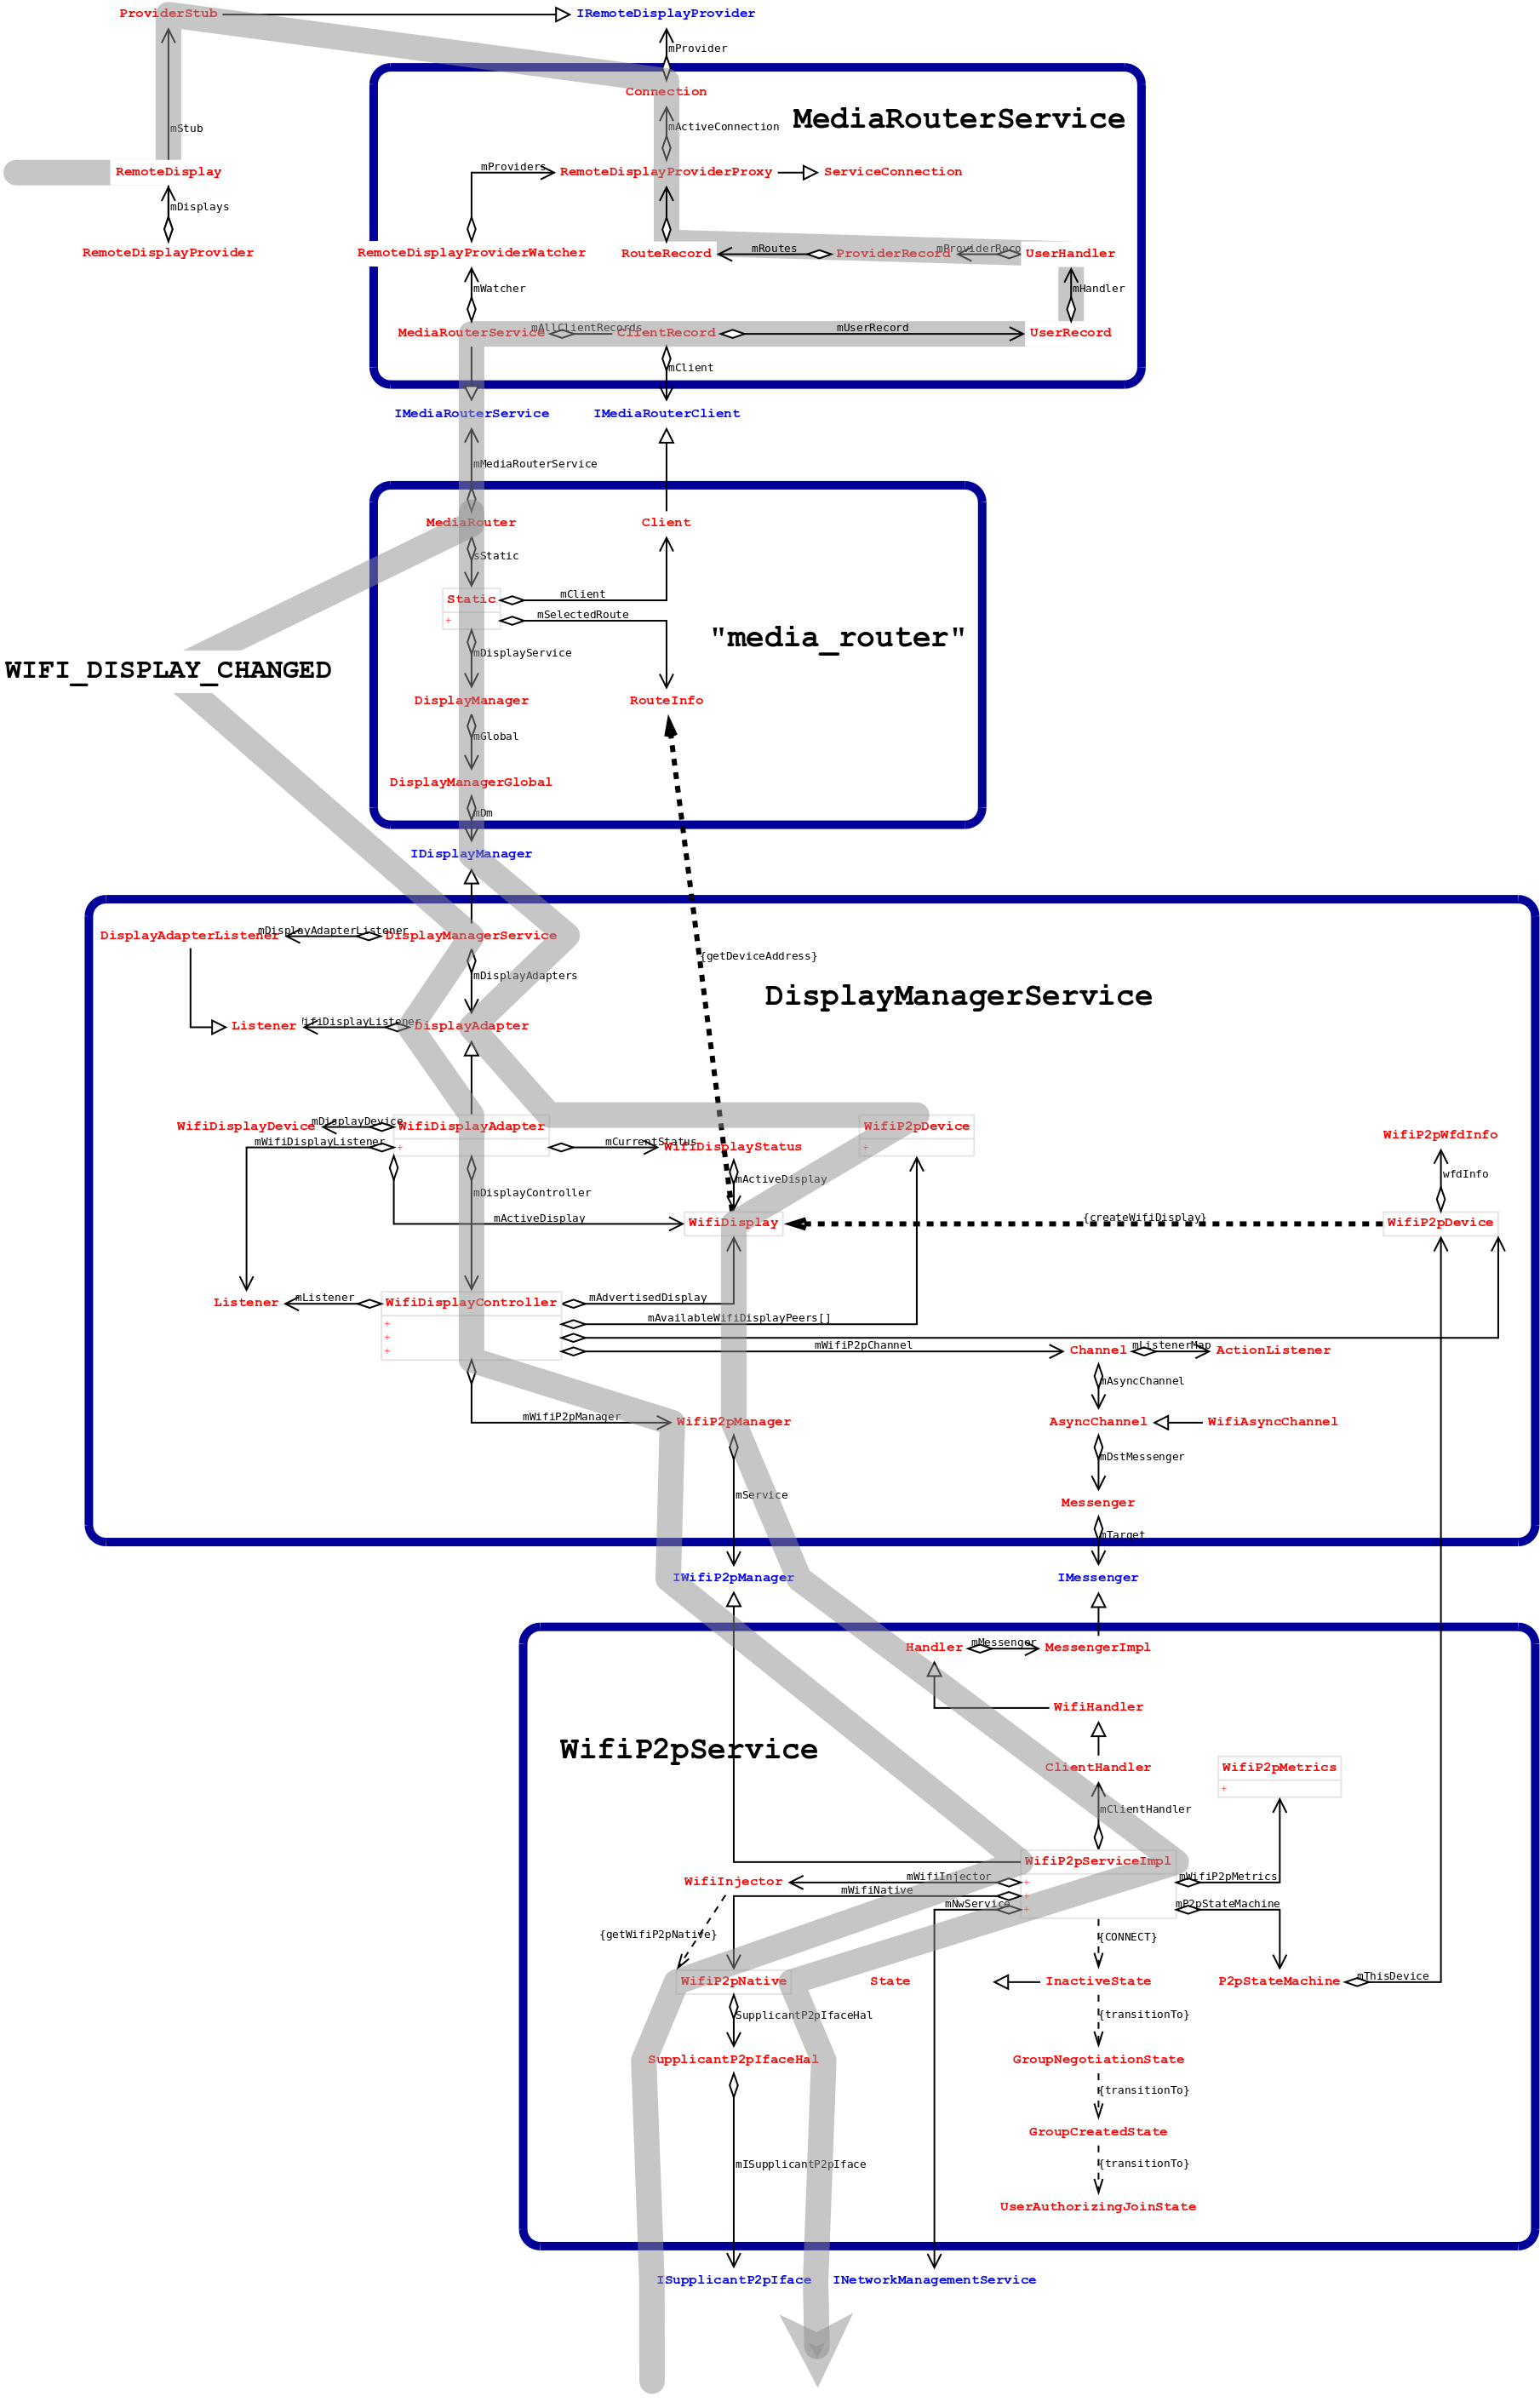 ProviderStub
IRemoteDisplayProvider
mProvider
Connection
MediaRouterService
mStub
mActiveConnection
RemoteDisplay
mProviders
RemoteDisplayProviderProxy
ServiceConnection
mDisplays
RemoteDisplayProvider
RemoteDisplayProviderWatcher
RouteRecord
mRoutes
ProviderRecord
mProviderReco
UserHandler
mWatcher
mHandler
MediaRouterService
mAllClientRecords
ClientRecord
mUserRecord
UserRecord
mClient
IMediaRouterService
IMediaRouterClient
mMediaRouterService
MediaRouter
Client
sStatic
Static
+
mClient
mSelectedRoute
"media_router"
mDisplayService
WIFI_DISPLAY_CHANGED
DisplayManager
RouteInfo
mGlobal
DisplayManagerGlobal
mDm
IDisplayManager
DisplayAdapterListener
mDisplayAdapterListener
DisplayManagerService
{getDeviceAddress}
mDisplayAdapters
DisplayManagerService
Listener
ifiDisplayListener
DisplayAdapter
WifiDisplayDevice
mDisplayDevice
WifiDisplayAdapter
+
WifiP2pDevice
+
WifiP2pWfdInfo
mWifiDisplayListener
mCurrentStatus
WifiDisplayStatus
mActiveDisplay
wfdInfo
mDisplayController
mActiveDisplay
WifiDisplay
{createWifiDisplay}
WifiP2pDevice
Listener
mListener
WifiDisplayController
+
+
+
mAdvertisedDisplay
mAvailableWifiDisplayPeers[]
mWifiP2pChannel
Channel
mListenerMap
ActionListener
mAsyncChannel
mWifiP2pManager
WifiP2pManager
AsyncChannel
WifiAsyncChannel
mDstMessenger
mService
Messenger
mTarget
IWifiP2pManager
IMessenger
Handler
mMessenger
MessengerImpl
WifiHandler
WifiP2pService
ClientHandler
WifiP2pMetrics
+
mClientHandler
WifiP2pServiceImpl
+
+
+
WifiInjector
mWifiInjector
mWifiP2pMetrics
mWifiNative
mNwService
mP2pStateMachine
{getWifiP2pNative}
{CONNECT}
WifiP2pNative
State
InactiveState
P2pStateMachine
mThisDevice
SupplicantP2pIfaceHal
{transitionTo}
SupplicantP2pIfaceHal
GroupNegotiationState
{transitionTo}
GroupCreatedState
mISupplicantP2pIface
{transitionTo}
UserAuthorizingJoinState
ISupplicantP2pIface
INetworkManagementService